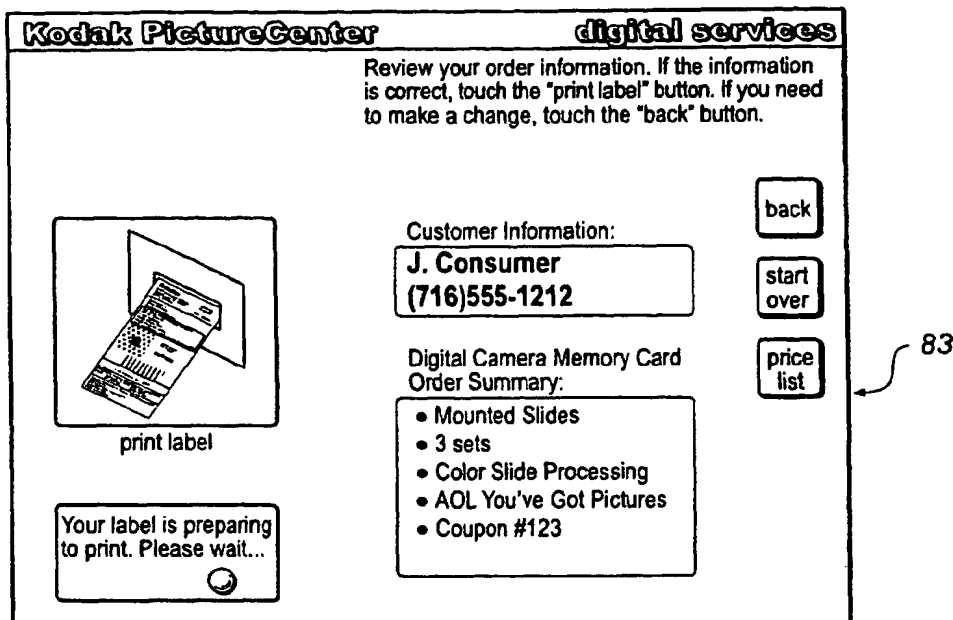 Kodak PictureCenter digital services
Review your order information. If the information
is correct, touch the "print label" button. If you need
to make a change, touch the "back" button.
back
start
over
price
list
83
Customer Information:
J. Consumer
(716)555-1212
Digital Camera Memory Card
Order Summary:
• Mounted Slides
• 3 sets
• Color Slide Processing
• AOL You've Got Pictures
• Coupon #123
print label
Your label is preparing
to print. Please wait...